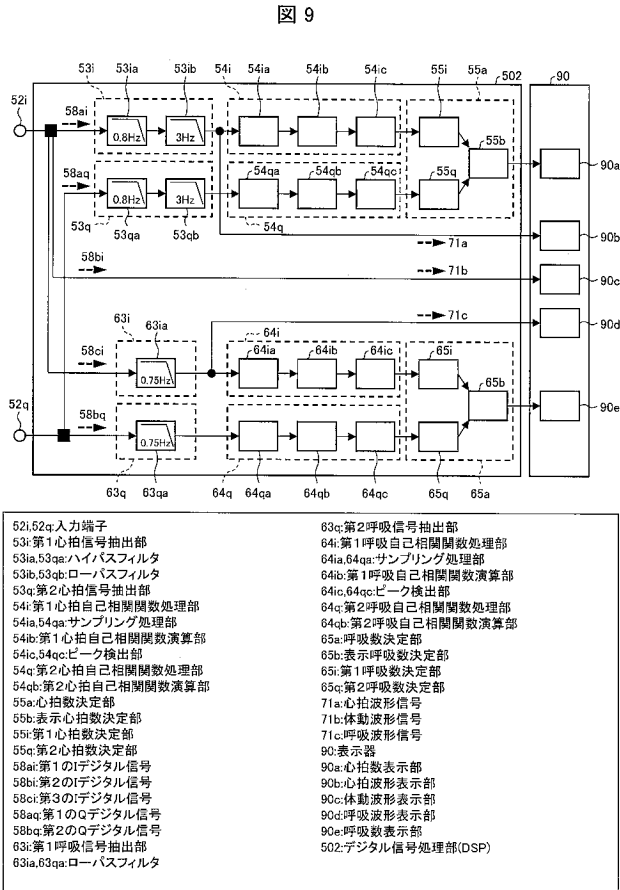 図 9
53i
53ia
53ib
54i
54ia
54ib
54ic
55i
55a
502
90
52i
58ai
0.8Hz
3Hz
55b
90a
58aq
0.8Hz
3Hz
54qa
54qb
54qc
55q
53q
53qa
53qb
54q
71a
90b
58bi
71b
90c
63i
63ia
71c
90d
58ci
0.75Hz
64i
64ia
64ib
64ic
65i
65b
52q
58bq
0.75Hz
90e
63q
63qa
64q
64qa
64qb
64qc
65q
65a
52i,52q:入力端子
53i:第1心拍信号抽出部
53ia,53qa:ハイパスフィルタ
53ib,53qb:ローパスフィルタ
53q:第2心拍信号抽出部
54i:第1心拍自己相関関数処理部
54ia,54qa:サンプリング処理部
54ib:第1心拍自己相関関数演算部
54ic,54qc:ピーク検出部
54q:第2心拍自己相関関数処理部
54qb:第2心拍自己相関関数演算部
55a:心拍数決定部
55b:表示心拍数決定部
55i:第1心拍数決定部
55q:第2心拍数決定部
58ai:第1のIデジタル信号
58bi:第2のIデジタル信号
58ci:第3のIデジタル信号
58aq:第1のQデジタル信号
58bq:第2のQデジタル信号
63i:第1呼吸信号抽出部
63ia,63qa:ローパスフィルタ
63q:第2呼吸信号抽出部
64i:第1呼吸自己相関関数処理部
64ia,64qa:サンプリング処理部
64ib:第1呼吸自己相関関数演算部
64ic,64qc:ピーク検出部
64q:第2呼吸自己相関関数処理部
64qb:第2呼吸自己相関関数演算部
65a:呼吸数決定部
65b:表示呼吸数決定部
65i:第1呼吸数決定部
65q:第2呼吸数決定部
71a:心拍波形信号
71b:体動波形信号
71c:呼吸波形信号
90:表示器
90a:心拍数表示部
90b:心拍波形表示部
90c:体動波形表示部
90d:呼吸波形表示部
90e:呼吸数表示部
502:デジタル信号処理部(DSP)